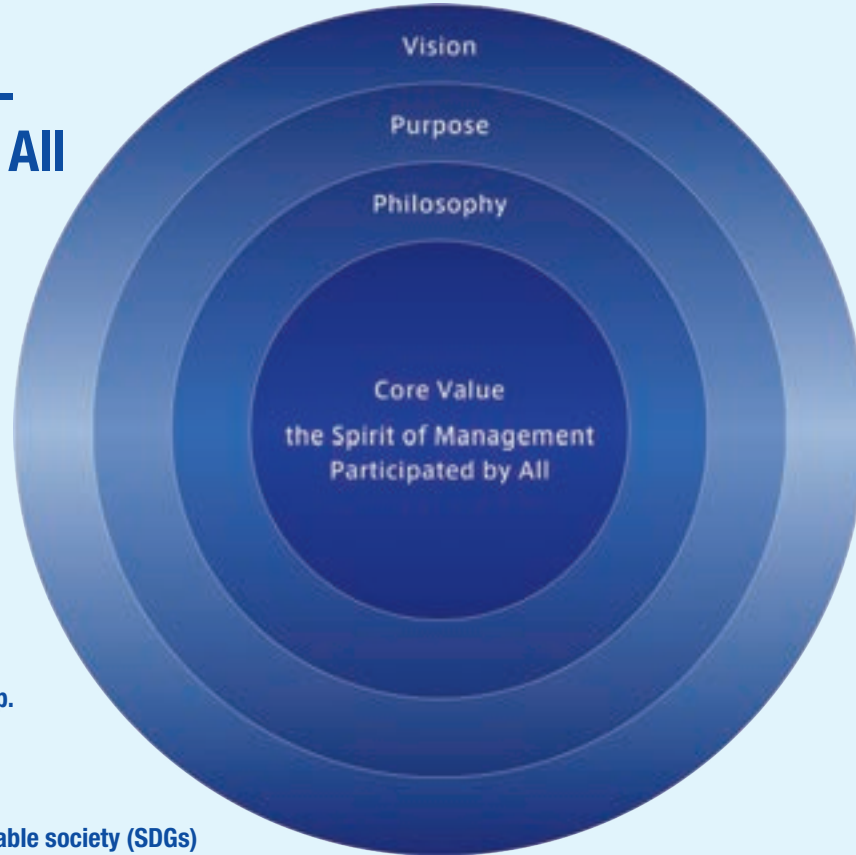 Vision
Purpose
All
Philosophy
Core Value
the Spirit of Management
Participated by All
able society (SDGs)